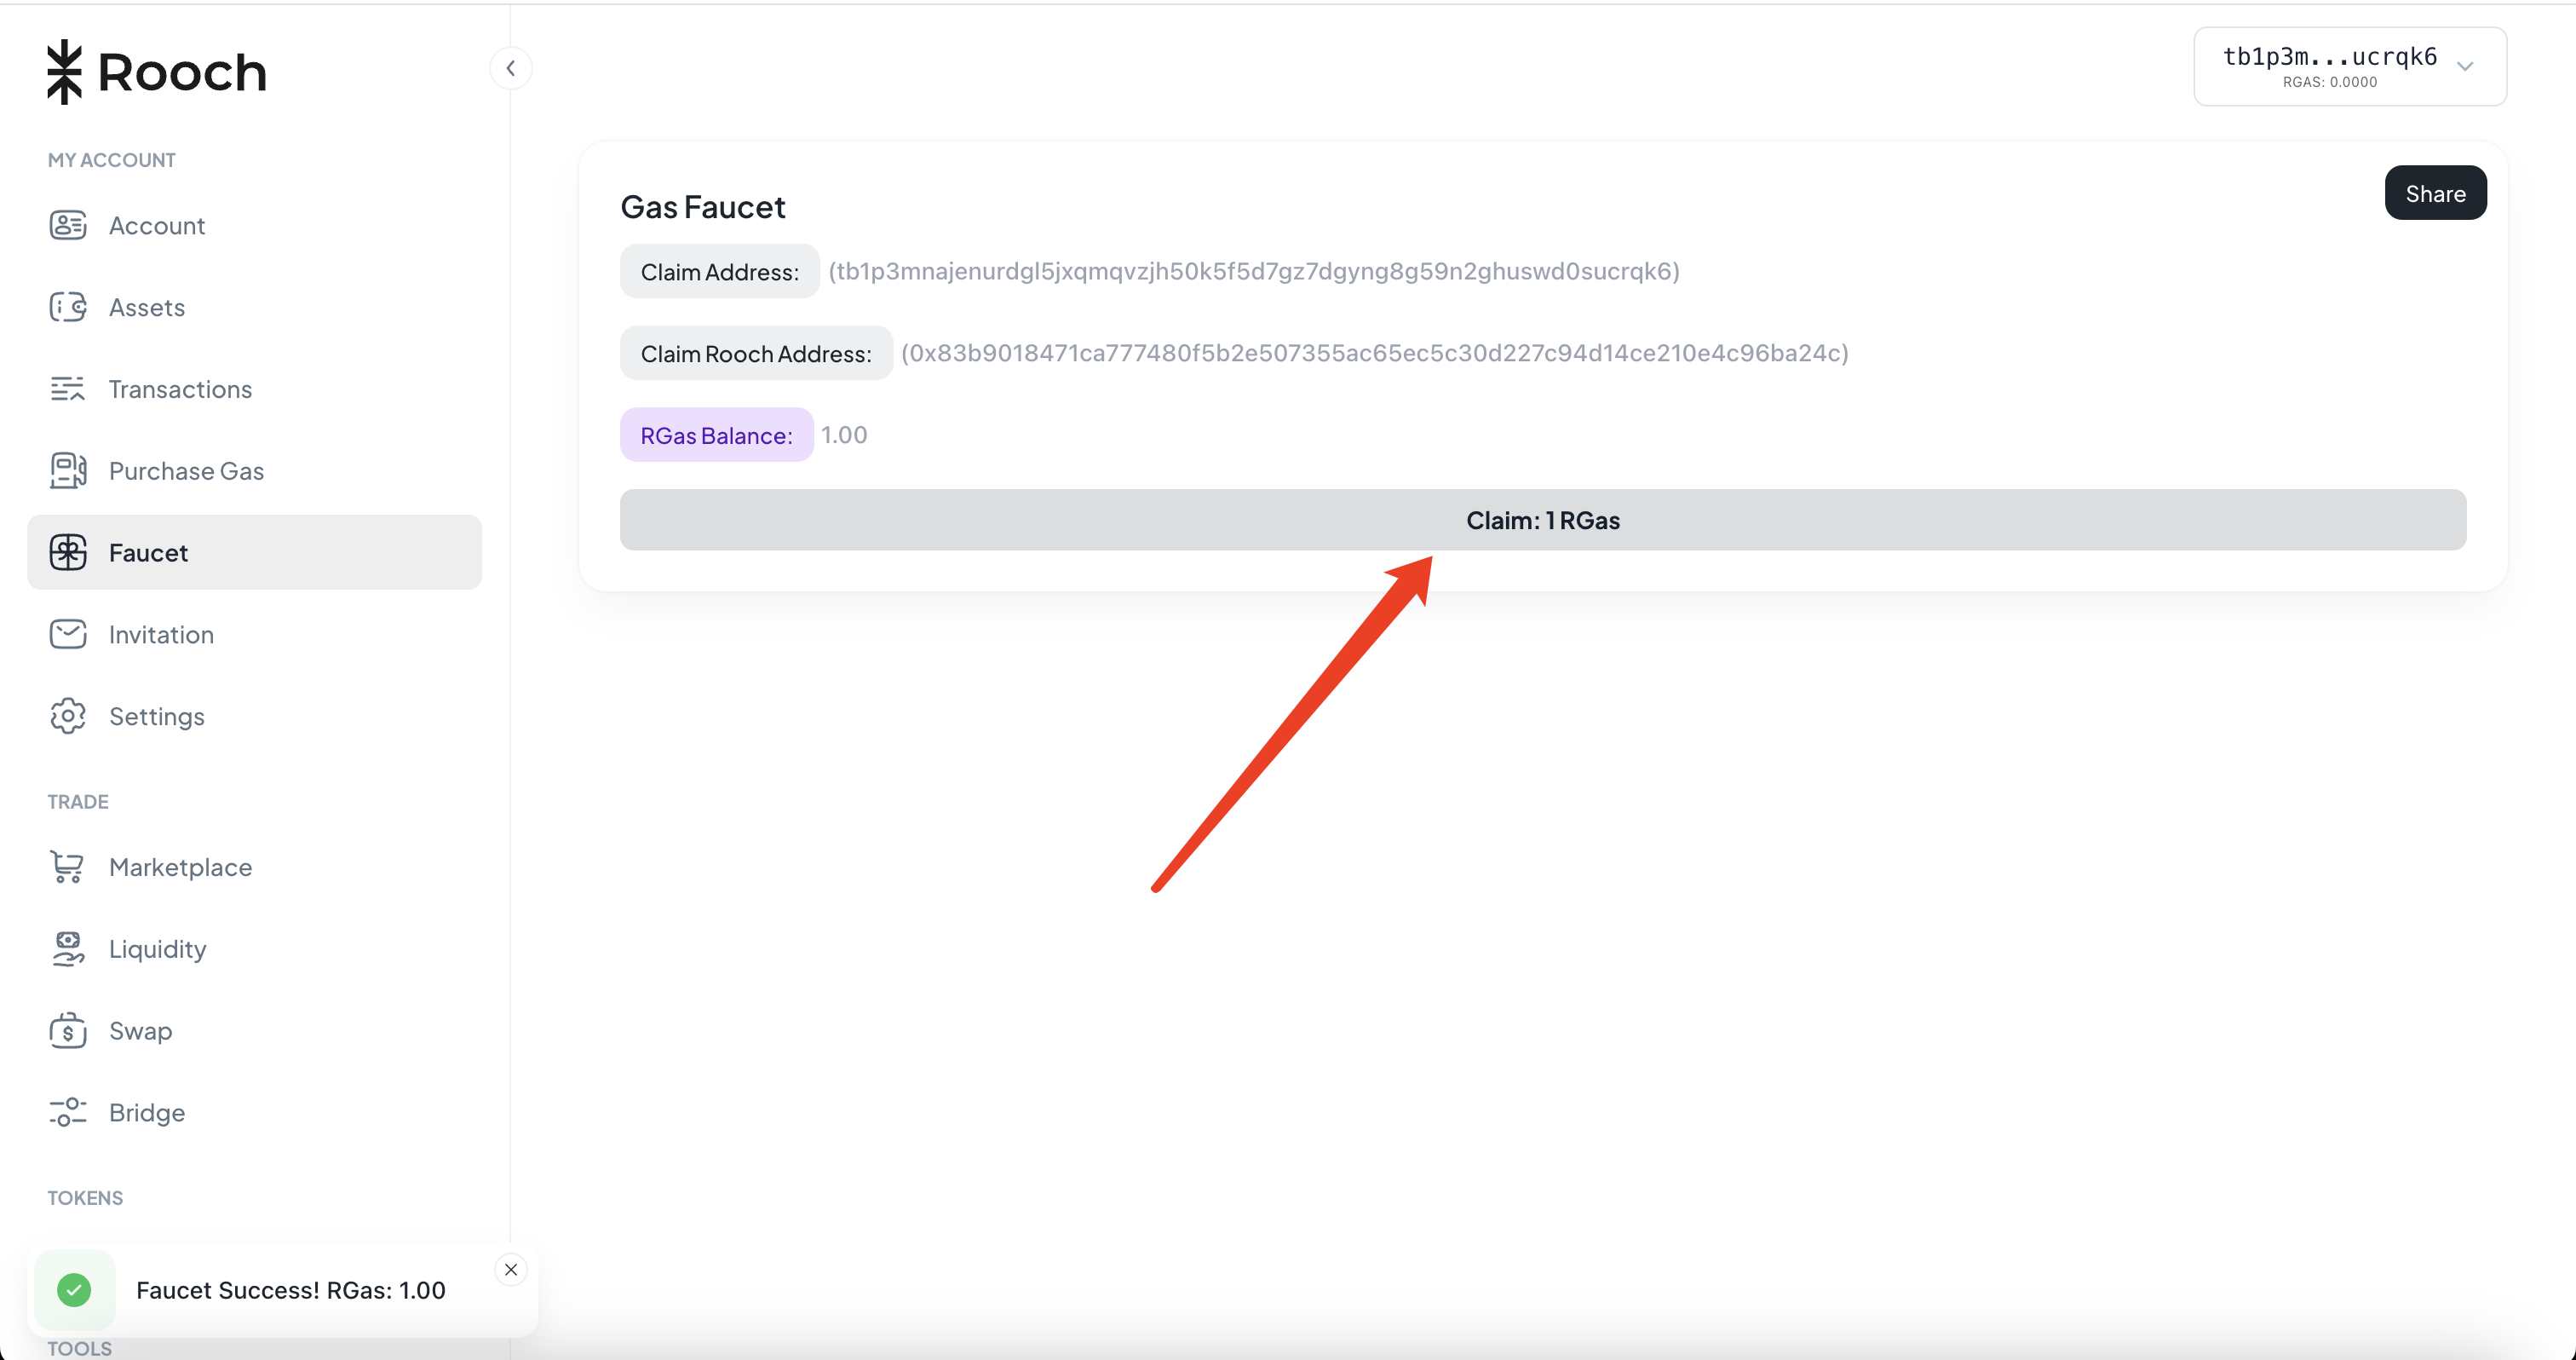 Rooch
MY ACCOUNT
Account
Assets
Transactions
Purchase Gas
Faucet
Invitation
Settings
TRADE
Marketplace
Liquidity
Swap
Bridge
TOKENS
Faucet Success! RGas: 1.00
TOOLS
tb1p3m...ucrqk6
RGAS: 0.0000
Share
Gas Faucet
Claim Address: (tb1p3mnajenurdgl5jxqmqvzjh50k5f5d7gz7dgyng8g59n2ghuswd0sucrqk6)
Claim Rooch Address: (0x83b9018471ca777480f5b2e507355ac65ec5c30d227c94d14ce210e4c96ba24c)
RGas Balance: 1.00
Claim: 1 RGas